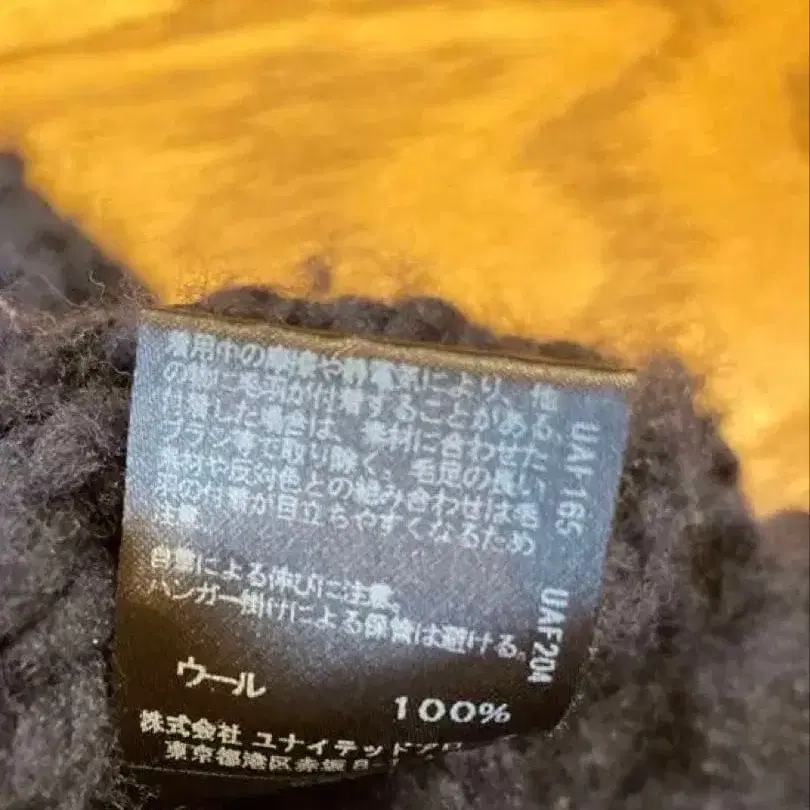 着用中の摩擦や静電気により、他
の物に毛羽が付着することがある。
付着した場合は、素材に合わせた
ブラシ等で取り除く。毛足の長い
素材や反対色との組み合わせは毛
羽の付着が目立ちやすくなるため
注意。
自重による伸びに注意。
ハンガー掛けによる保管は避ける。
ウール
100%
株式会社 ユナイテッドアロ
東京都港区赤坂
UAF165 UAF204